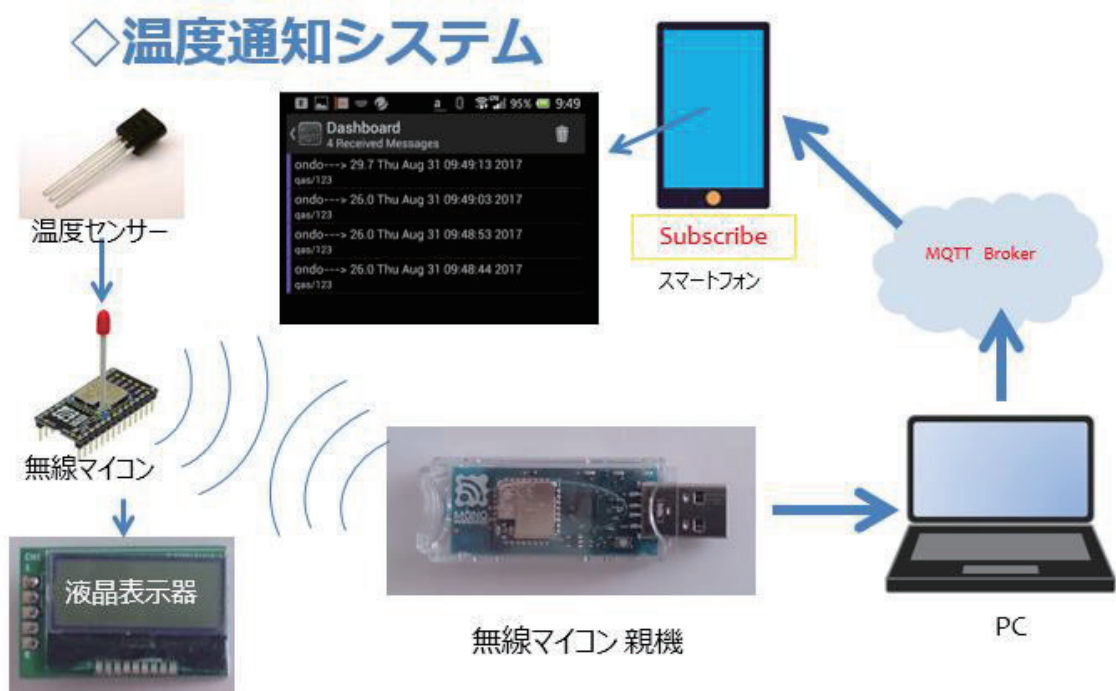 ◇温度通知システム
温度センサー
95% 9:49
Dashboard
4 Received Messages
ondo---> 29.7 Thu Aug 31 09:49:13 2017
qas/123
ondo---> 26.0 Thu Aug 31 09:49:03 2017
qas/123
ondo---> 26.0 Thu Aug 31 09:48:53 2017
qas/123
ondo---> 26.0 Thu Aug 31 09:48:44 2017
qas/123
Subscribe
スマートフォン
MQTT Broker
無線マイコン
液晶表示器
MONO
無線マイコン 親機
PC